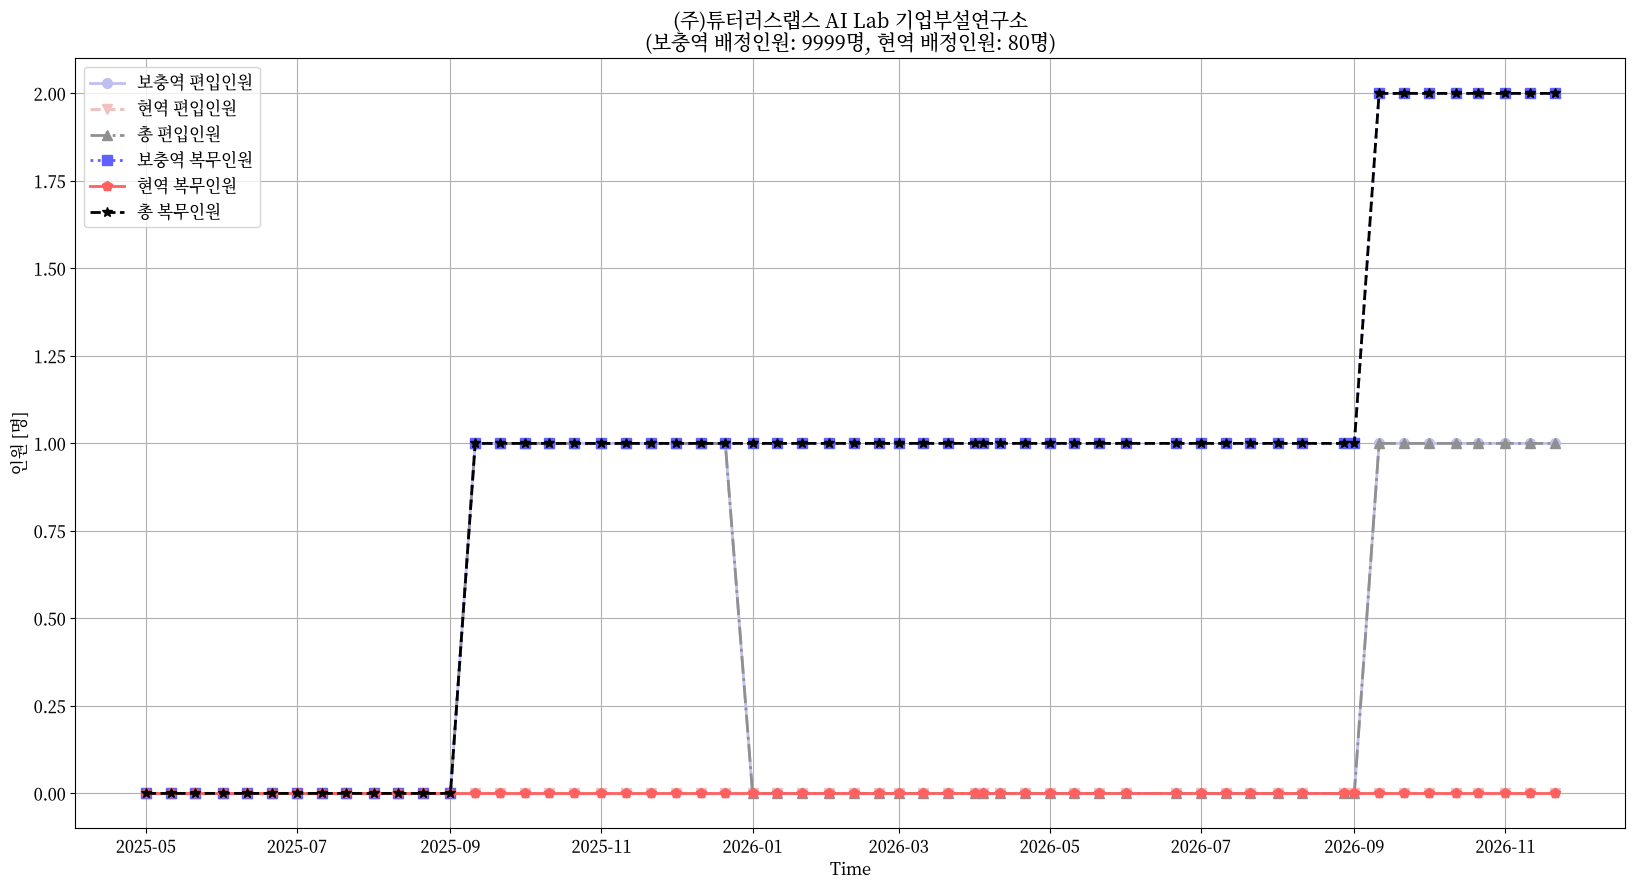 (주)튜터러스랩스 AI Lab 기업부설연구소
(보충역 배정인원: 9999명, 현역 배정인원: 80명)
보충역 편입인원
현역 편입인원
총 편입인원
보충역 복무인원
현역 복무인원
총 복무인원
인원 [명]
2.00
1.75
1.50
1.25
1.00
0.75
0.50
0.25
0.00
2025-05 2025-07 2025-09 2025-11 2026-01 2026-03 2026-05 2026-07 2026-09 2026-11
Time